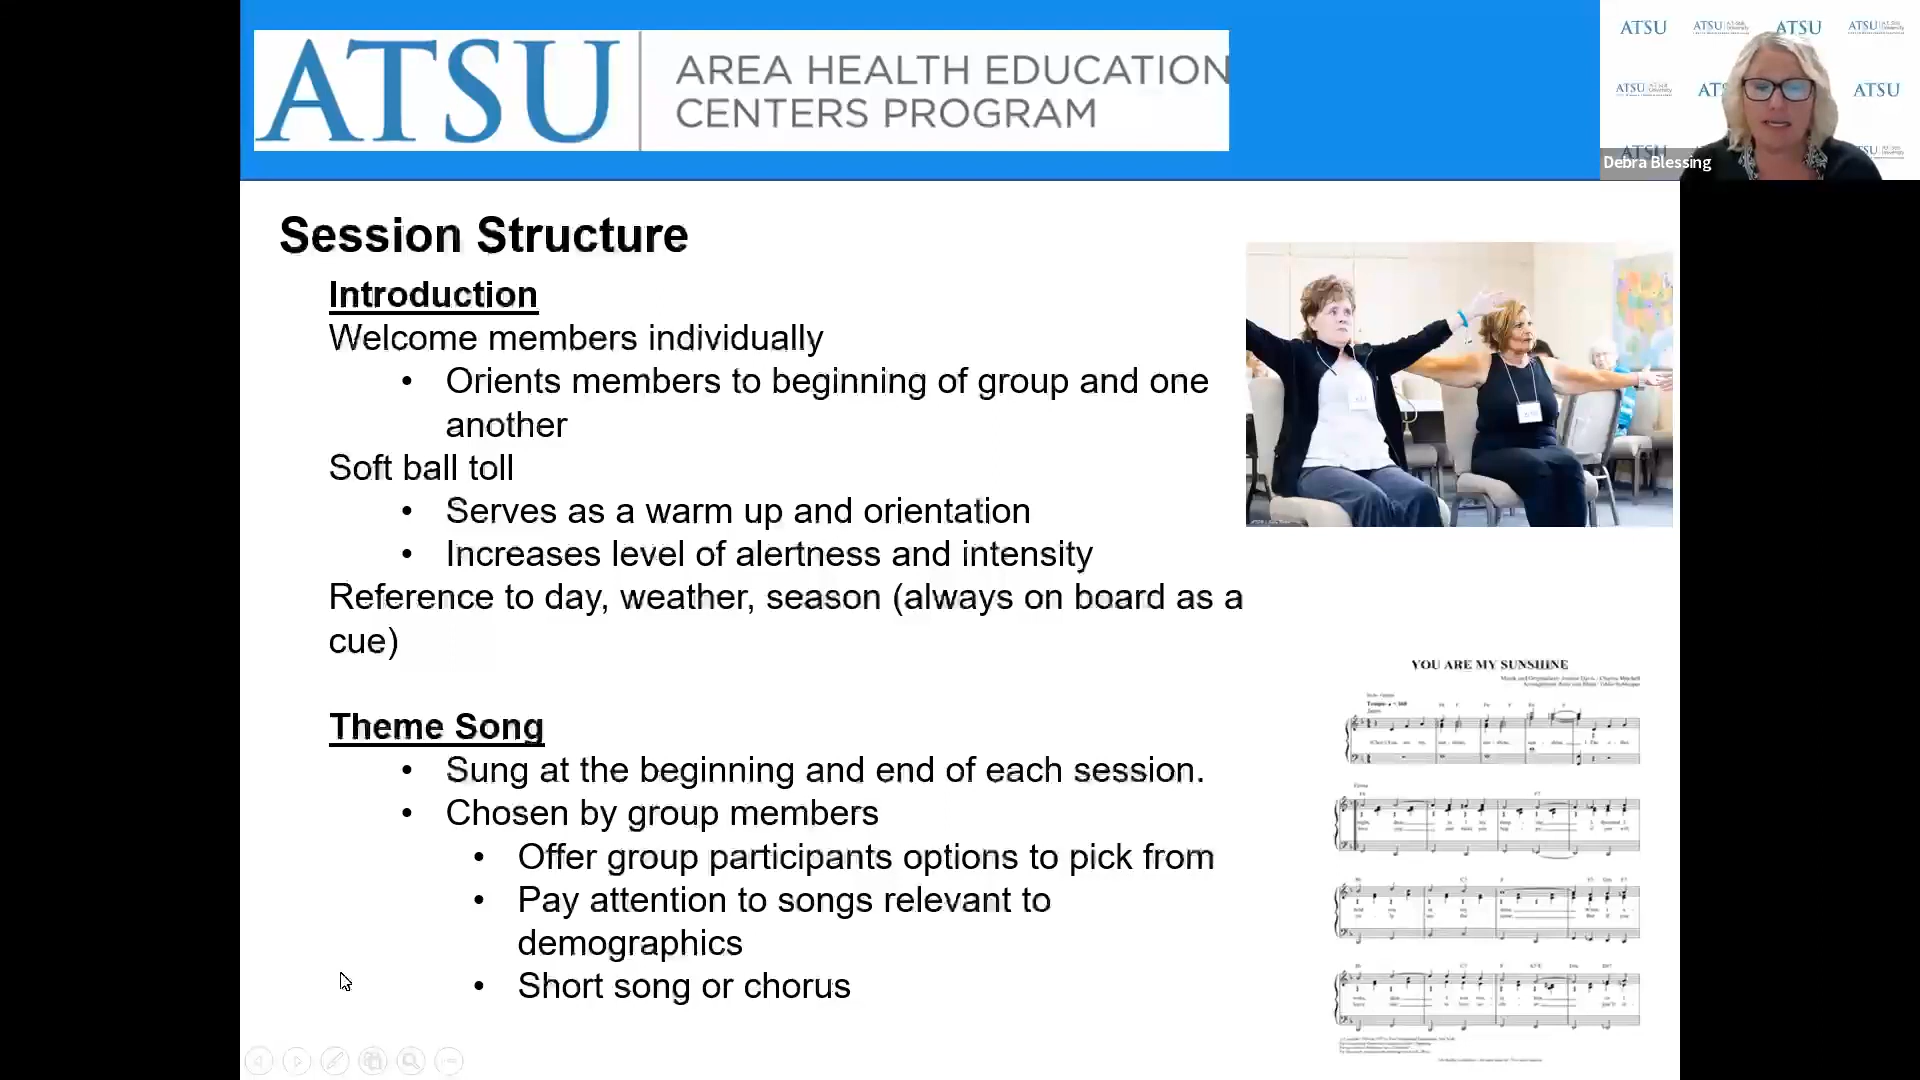 ATSU
AREA HEALTH EDUCATION
CENTERS PROGRAM
ATSU
ATSU
ATSU
Debra Blessing
Session Structure
Introduction
Welcome members individually
• Orients members to beginning of group and one
another
Soft ball toll
• Serves as a warm up and orientation
• Increases level of alertness and intensity
Reference to day, weather, season (always on board as a
cue)
Theme Song
• Sung at the beginning and end of each session.
• Chosen by group members
• Offer group participants options to pick from
• Pay attention to songs relevant to
demographics
• Short song or chorus
YOU ARE MY SUNSHINE